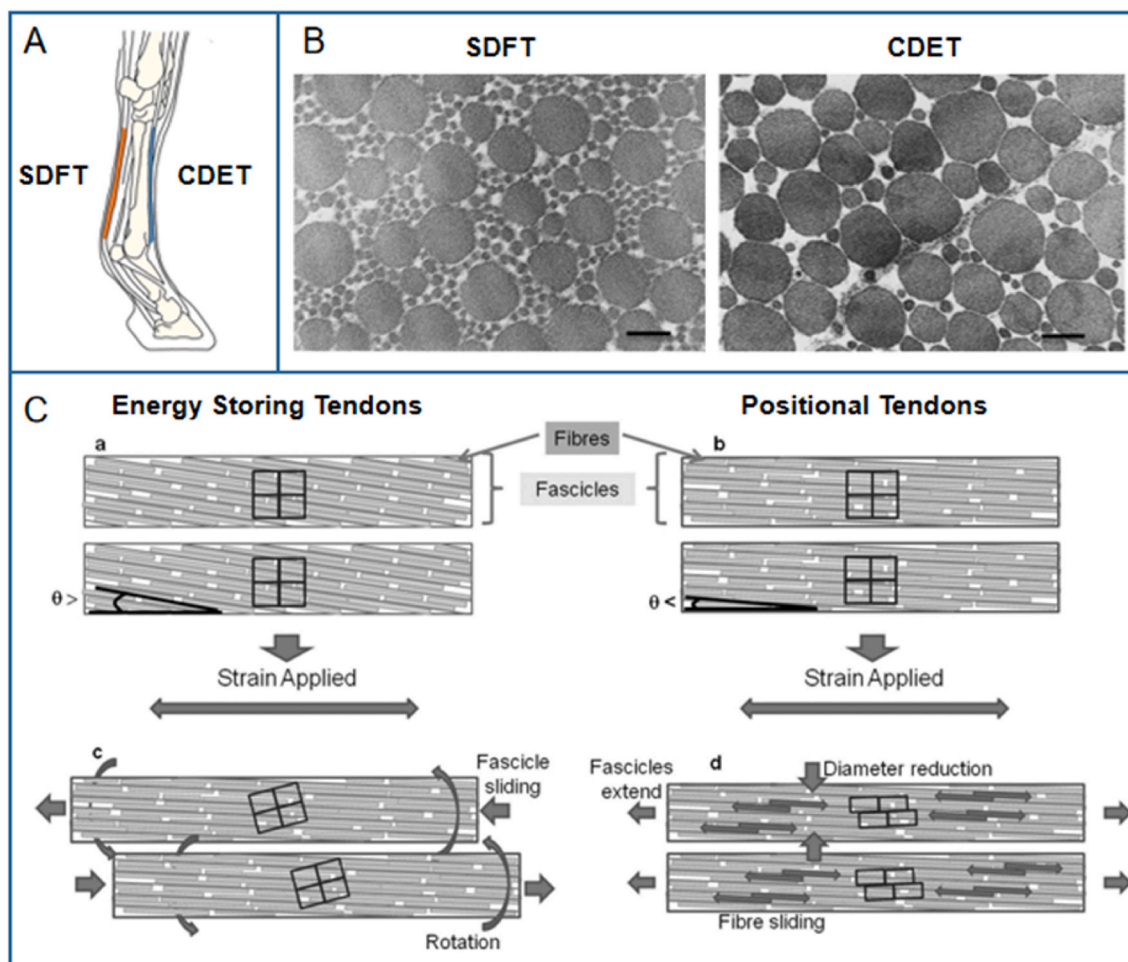 A
SDFT
CDET
B
SDFT
CDET
C
Energy Storing Tendons
Positional Tendons
a
Fibres
b
Fascicles
θ >
θ <
Strain Applied
Strain Applied
c
Fascicle
sliding
Rotation
Fascicles
extend
d
Diameter reduction
Fibre sliding